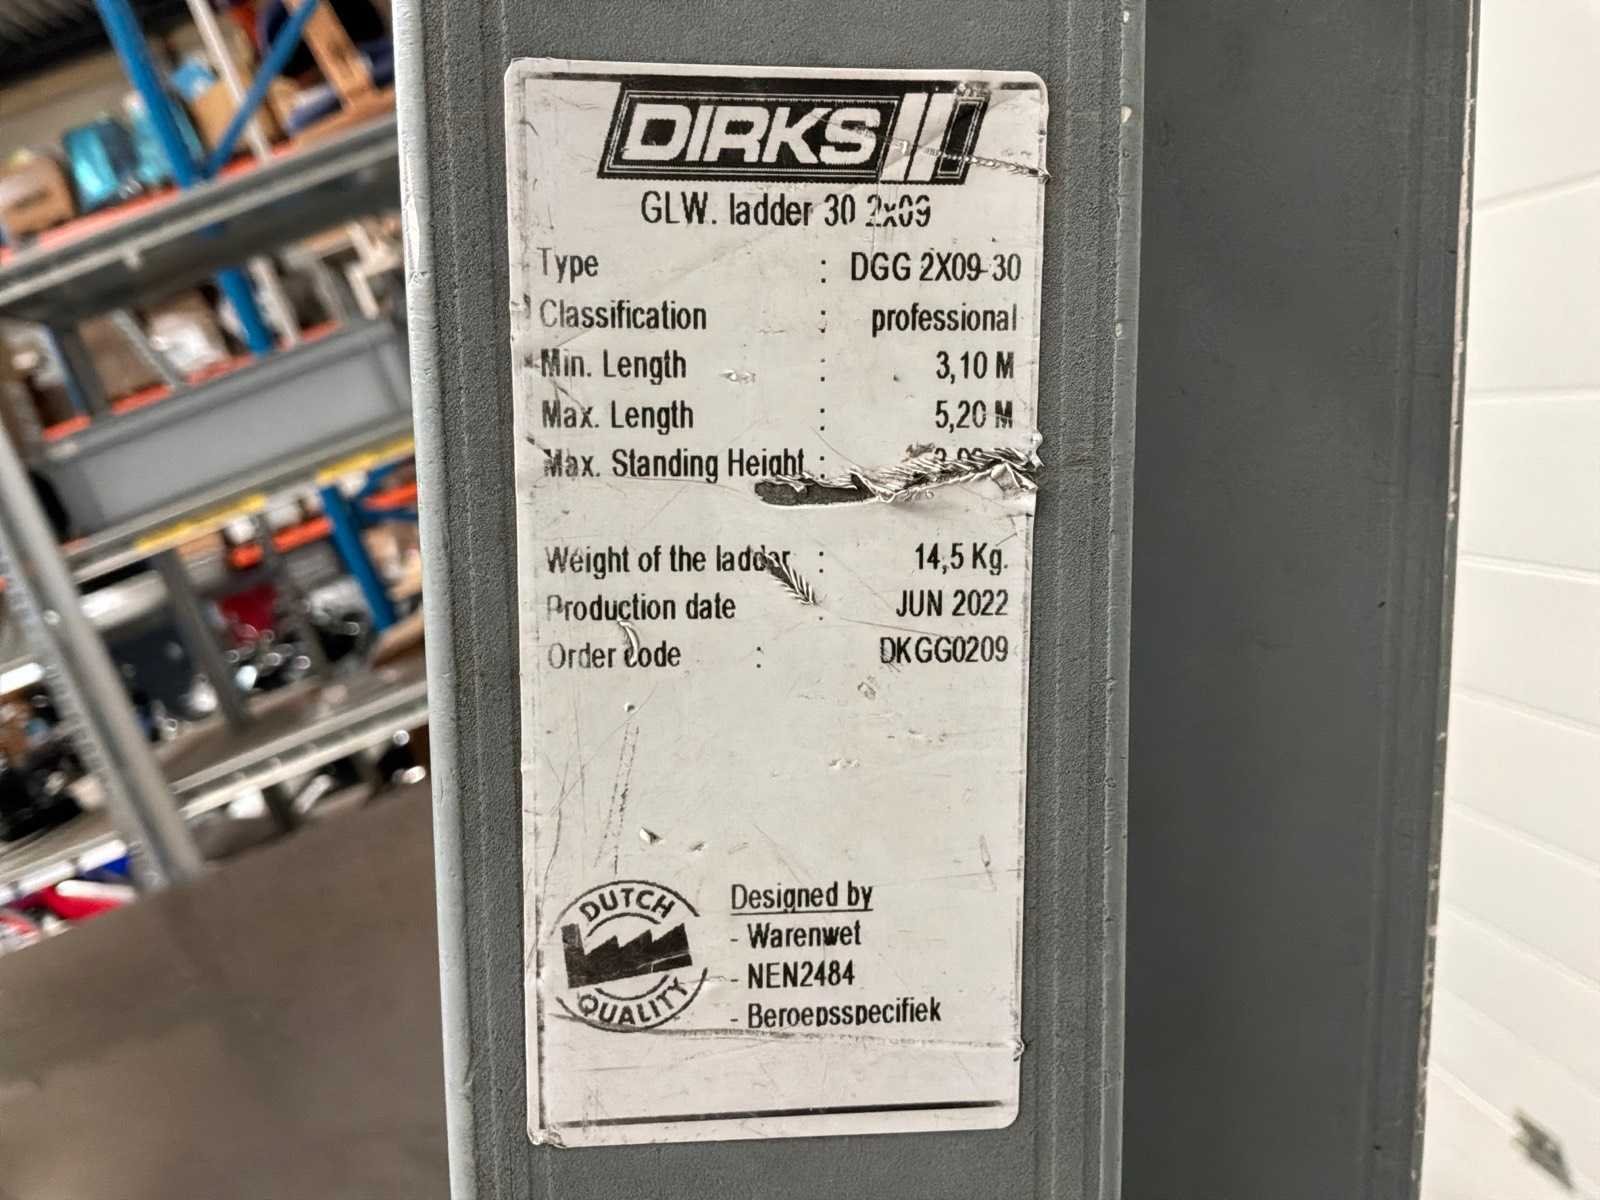 DIRKS
GLW. ladder 30 2x09
Type : DGG 2X09-30
Classification : professional
Min. Length : 3,10 M
Max. Length : 5,20 M
Max. Standing Height :
Weight of the ladder : 14,5 Kg.
Production date : JUN 2022
Order code : DKGG0209
DUTCH
QUALITY
Designed by
- Warenwet
- NEN2484
- Beroepsspecifiek